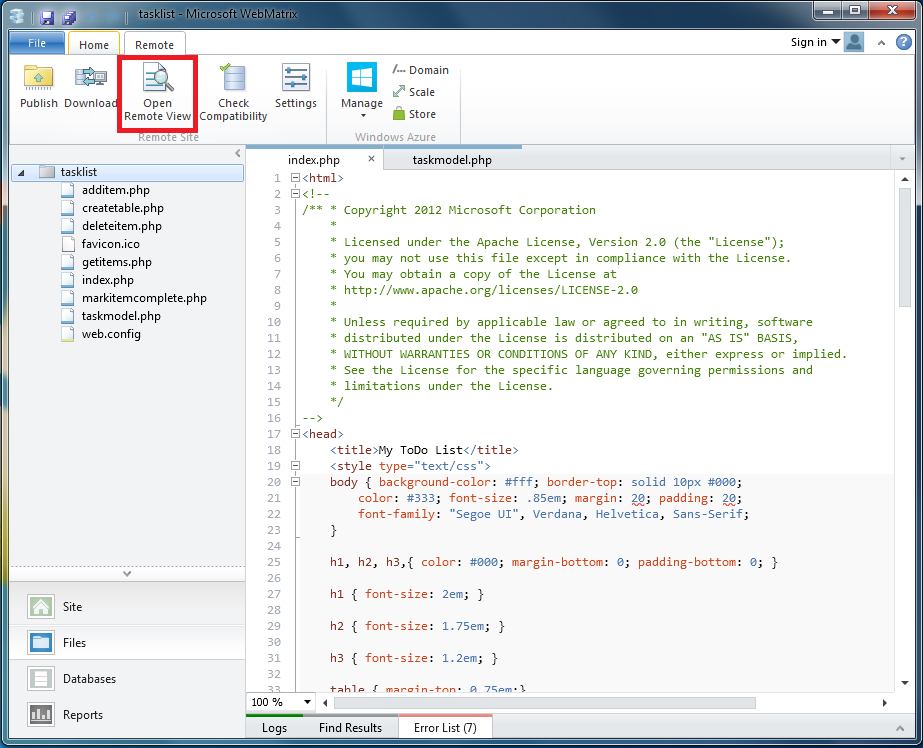 tasklist - Microsoft WebMatrix
File Home Remote Sign in
Publish Download Open Remote View Check Compatibility Settings
Remote Site
Manage
Domain
Scale
Store
Windows Azure
tasklist
additem.php
createtable.php
deleteitem.php
favicon.ico
getitems.php
index.php
markitemcomplete.php
taskmodel.php
web.config
Site
Files
Databases
Reports
index.php taskmodel.php
1 <html>
2 <!--
3 /** * Copyright 2012 Microsoft Corporation
4 *
5 * Licensed under the Apache License, Version 2.0 (the "License");
6 * you may not use this file except in compliance with the License.
7 * You may obtain a copy of the License at
8 * http://www.apache.org/licenses/LICENSE-2.0
9 *
10 * Unless required by applicable law or agreed to in writing, software
11 * distributed under the License is distributed on an "AS IS" BASIS,
12 * WITHOUT WARRANTIES OR CONDITIONS OF ANY KIND, either express or implied.
13 * See the License for the specific language governing permissions and
14 * limitations under the License.
15 */
16 -->
17 <head>
18 <title>My ToDo List</title>
19 <style type="text/css">
20 body { background-color: #fff; border-top: solid 10px #000;
21 color: #333; font-size: .85em; margin: 20; padding: 20;
22 font-family: "Segoe UI", Verdana, Helvetica, Sans-Serif;
23 }
24
25 h1, h2, h3,{ color: #000; margin-bottom: 0; padding-bottom: 0; }
26
27 h1 { font-size: 2em; }
28
29 h2 { font-size: 1.75em; }
30
31 h3 { font-size: 1.2em; }
32
33 table { margin-top: 0.75em;}
100 %
Logs Find Results Error List (7)